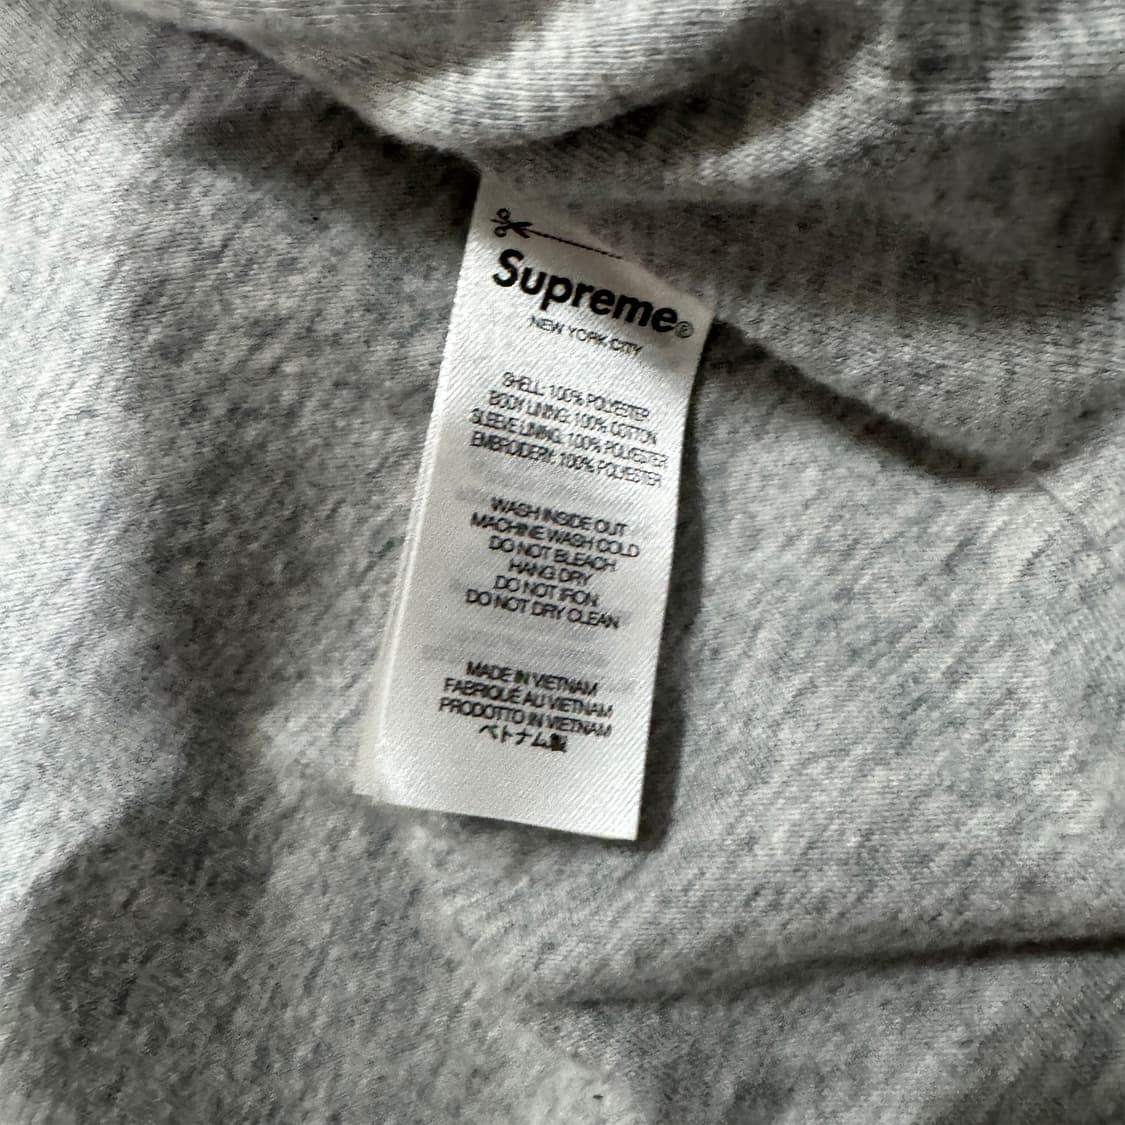 Supreme®
NEW YORK CITY
SHELL: 100% POLYESTER
BODY LINING: 100% COTTON
SLEEVE LINING: 100% POLYESTER
EMBROIDERY: 100% POLYESTER
WASH INSIDE OUT
MACHINE WASH COLD
DO NOT BLEACH
HANG DRY
DO NOT IRON
DO NOT DRY CLEAN
MADE IN VIETNAM
FABRIQUÉ AU VIETNAM
PRODOTTO IN VIETNAM
ベトナム製